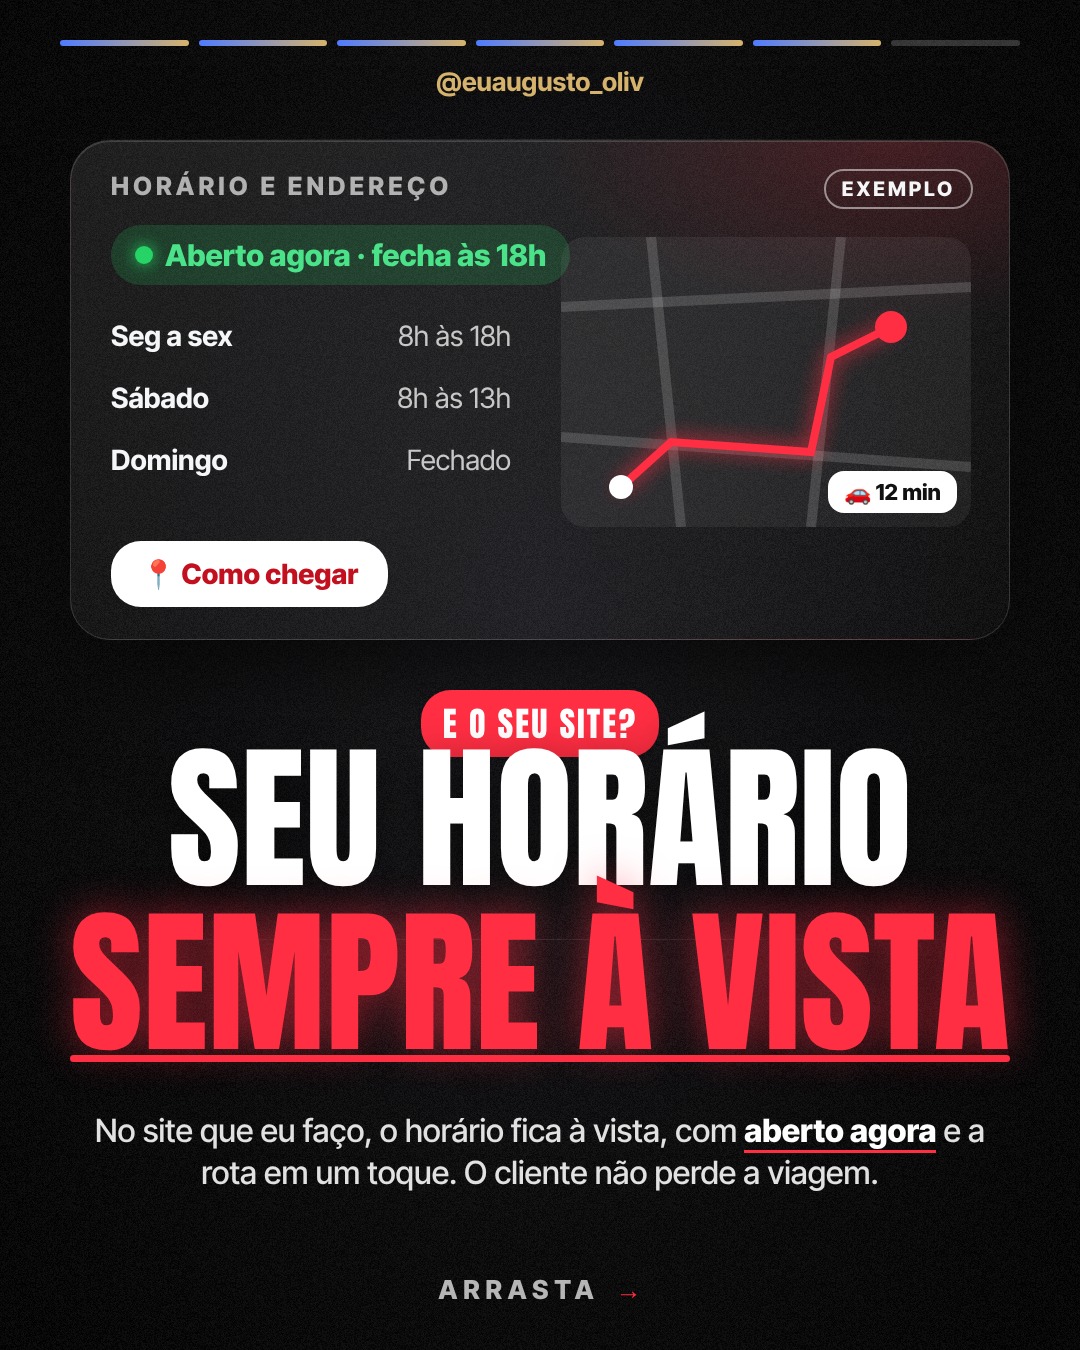 @euaugusto_oliv
HORÁRIO E ENDEREÇO
EXEMPLO
Aberto agora · fecha às 18h
Seg a sex 8h às 18h
Sábado 8h às 13h
Domingo Fechado
🚗 12 min
📍 Como chegar
E O SEU SITE?
SEU HORÁRIO
SEMPRE À VISTA
No site que eu faço, o horário fica à vista, com aberto agora e a
rota em um toque. O cliente não perde a viagem.
ARRASTA →